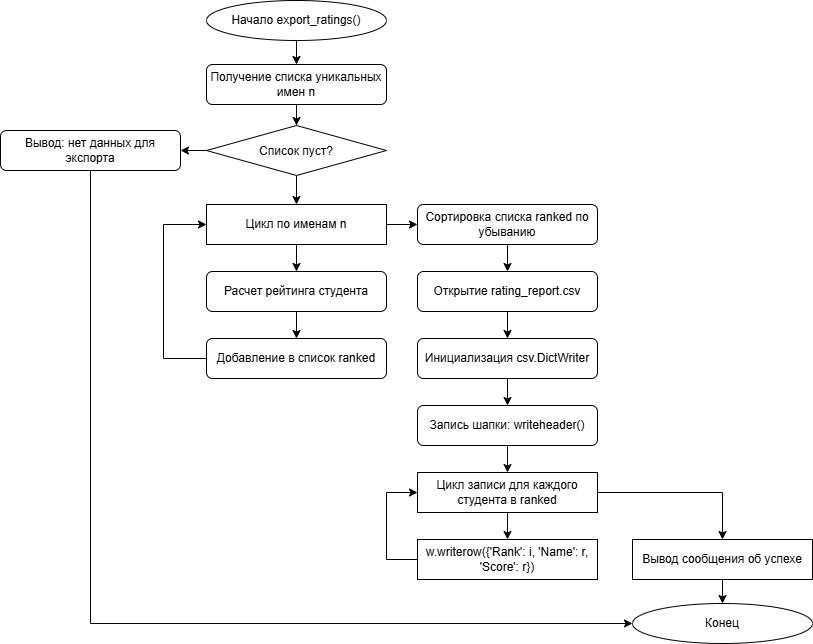 Начало export_ratings()
Получение списка уникальных
имен n
Список пуст?
Вывод: нет данных для
экспорта
Цикл по именам n
Расчет рейтинга студента
Добавление в список ranked
Сортировка списка ranked по
убыванию
Открытие rating_report.csv
Инициализация csv.DictWriter
Запись шапки: writeheader()
Цикл записи для каждого
студента в ranked
w.writerow({'Rank': i, 'Name': r,
'Score': r})
Вывод сообщения об успехе
Конец